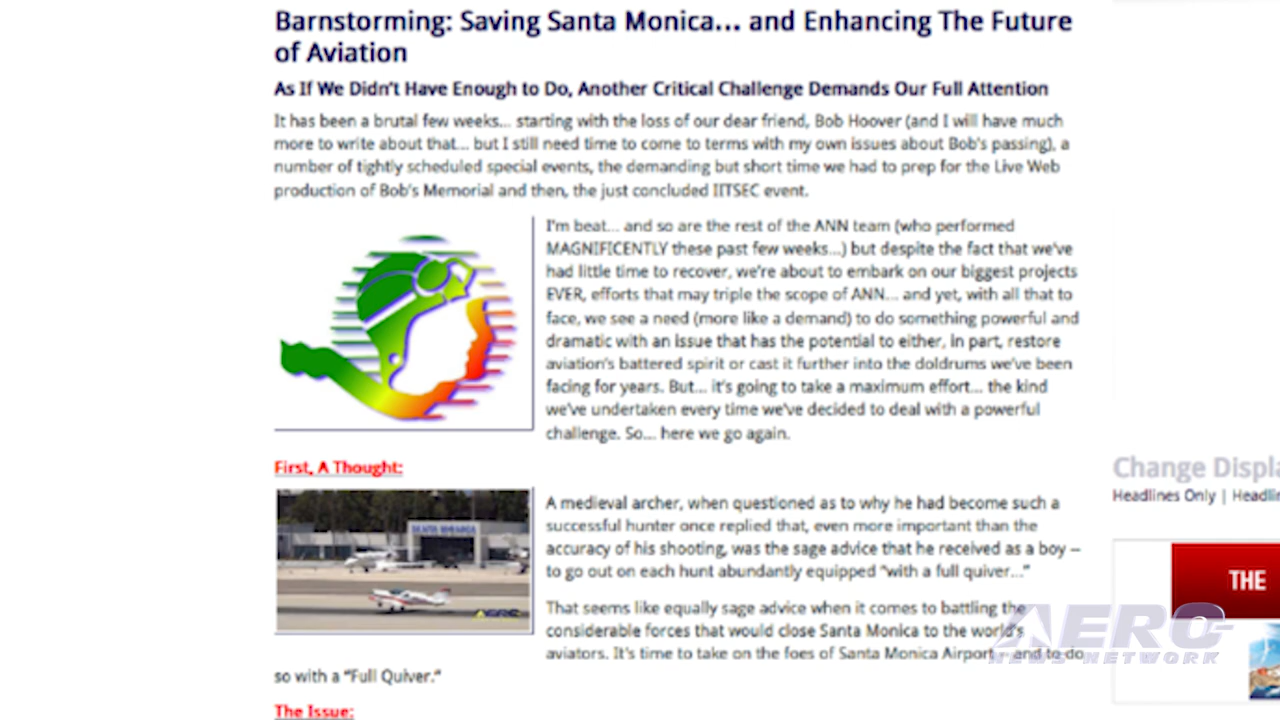 Barnstorming: Saving Santa Monica... and Enhancing The Future
of Aviation
As If We Didn't Have Enough to Do, Another Critical Challenge Demands Our Full Attention
It has been a brutal few weeks... starting with the loss of our dear friend, Bob Hoover (and I will have much
more to write about that... but I still need time to come to terms with my own issues about Bob's passing), a
number of tightly scheduled special events, the demanding but short time we had to prep for the Live Web
production of Bob's Memorial and then, the just concluded IITSEC event.
I'm beat... and so are the rest of the ANN team (who performed
MAGNIFICENTLY these past few weeks...) but despite the fact that we've
had little time to recover, we're about to embark on our biggest projects
EVER, efforts that may triple the scope of ANN... and yet, with all that to
face, we see a need (more like a demand) to do something powerful and
dramatic with an issue that has the potential to either, in part, restore
aviation's battered spirit or cast it further into the doldrums we've been
facing for years. But... it's going to take a maximum effort... the kind
we've undertaken every time we've decided to deal with a powerful
challenge. So... here we go again.
First, A Thought:
SANTA MONICA
AERO
A medieval archer, when questioned as to why he had become such a
successful hunter once replied that, even more important than the
accuracy of his shooting, was the sage advice that he received as a boy --
to go out on each hunt abundantly equipped "with a full quiver..."
That seems like equally sage advice when it comes to battling the
considerable forces that would close Santa Monica to the world's
aviators. It's time to take on the foes of Santa Monica Airport... and to do
so with a "Full Quiver."
The Issue:
Change Displa
Headlines Only | Headlin
THE
AERO
NEWS NETWORK